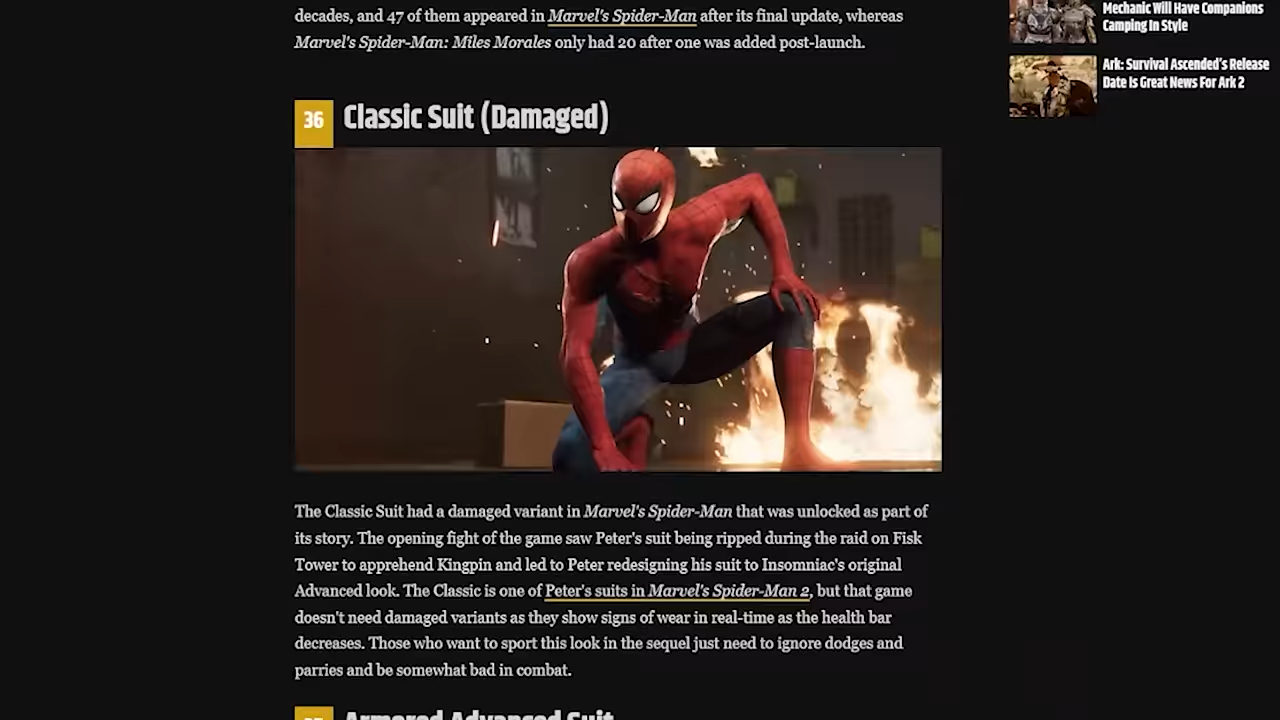 decades, and 47 of them appeared in Marvel's Spider-Man after its final update, whereas
Marvel's Spider-Man: Miles Morales only had 20 after one was added post-launch.
Mechanic Will Have Companions
Camping In Style
Ark: Survival Ascended's Release
Date Is Great News For Ark 2
36 Classic Suit (Damaged)
The Classic Suit had a damaged variant in Marvel's Spider-Man that was unlocked as part of
its story. The opening fight of the game saw Peter's suit being ripped during the raid on Fisk
Tower to apprehend Kingpin and led to Peter redesigning his suit to Insomniac's original
Advanced look. The Classic is one of Peter's suits in Marvel's Spider-Man 2, but that game
doesn't need damaged variants as they show signs of wear in real-time as the health bar
decreases. Those who want to sport this look in the sequel just need to ignore dodges and
parries and be somewhat bad in combat.
Armored Advanced Suit